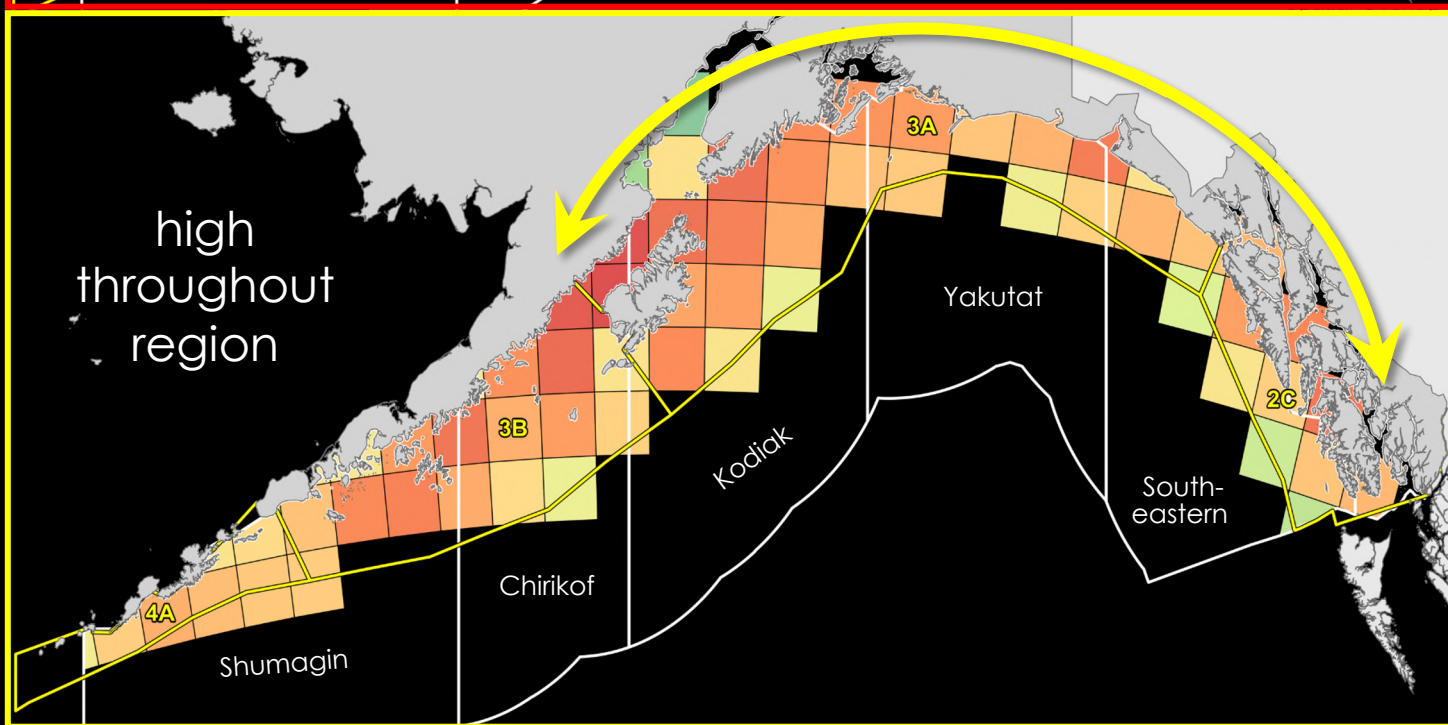 high
throughout
region
3A
Yakutat
3B
2C
Kodiak
South-
eastern
Chirikof
4A
Shumagin